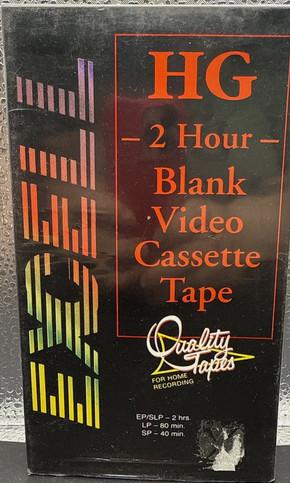 EXCELL
HG
– 2 Hour –
Blank
Video
Cassette
Tape
Quality
Tapes
FOR HOME
RECORDING
EP/SLP – 2 hrs.
LP – 80 min.
SP – 40 min.